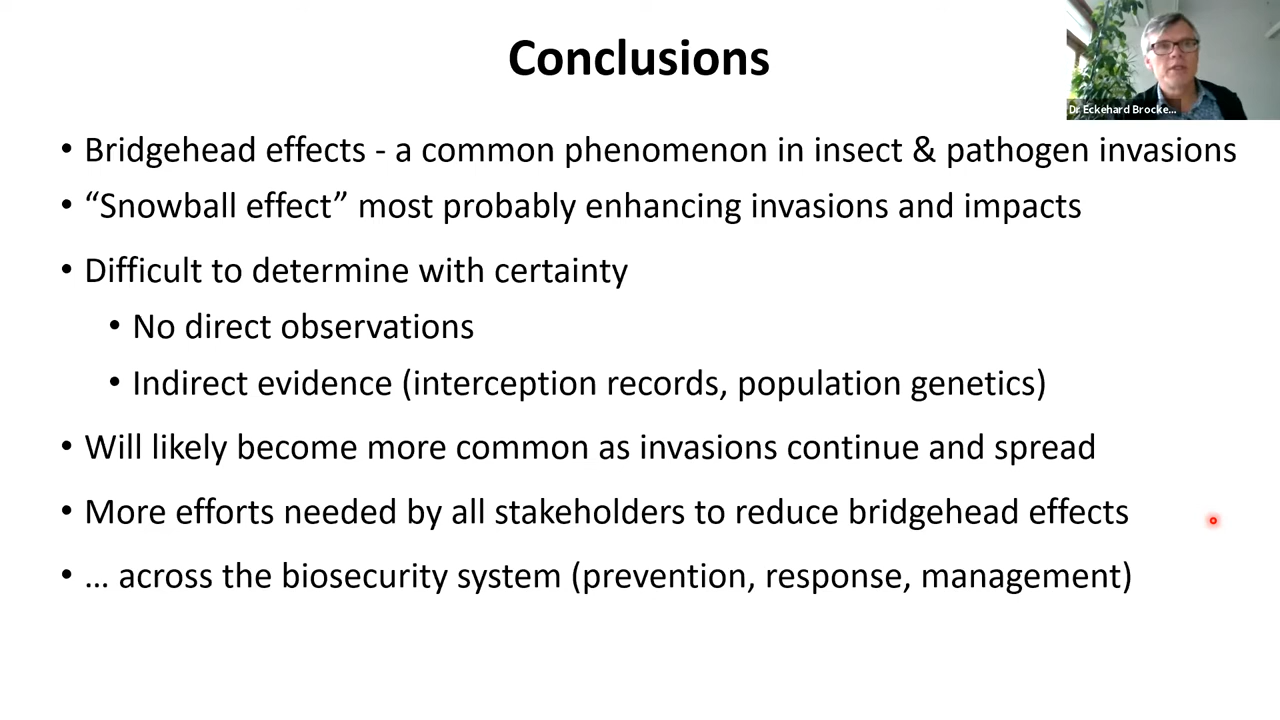 Conclusions
Dr Eckehard Brocke...
• Bridgehead effects - a common phenomenon in insect & pathogen invasions
• “Snowball effect” most probably enhancing invasions and impacts
• Difficult to determine with certainty
• No direct observations
• Indirect evidence (interception records, population genetics)
• Will likely become more common as invasions continue and spread
• More efforts needed by all stakeholders to reduce bridgehead effects
• … across the biosecurity system (prevention, response, management)